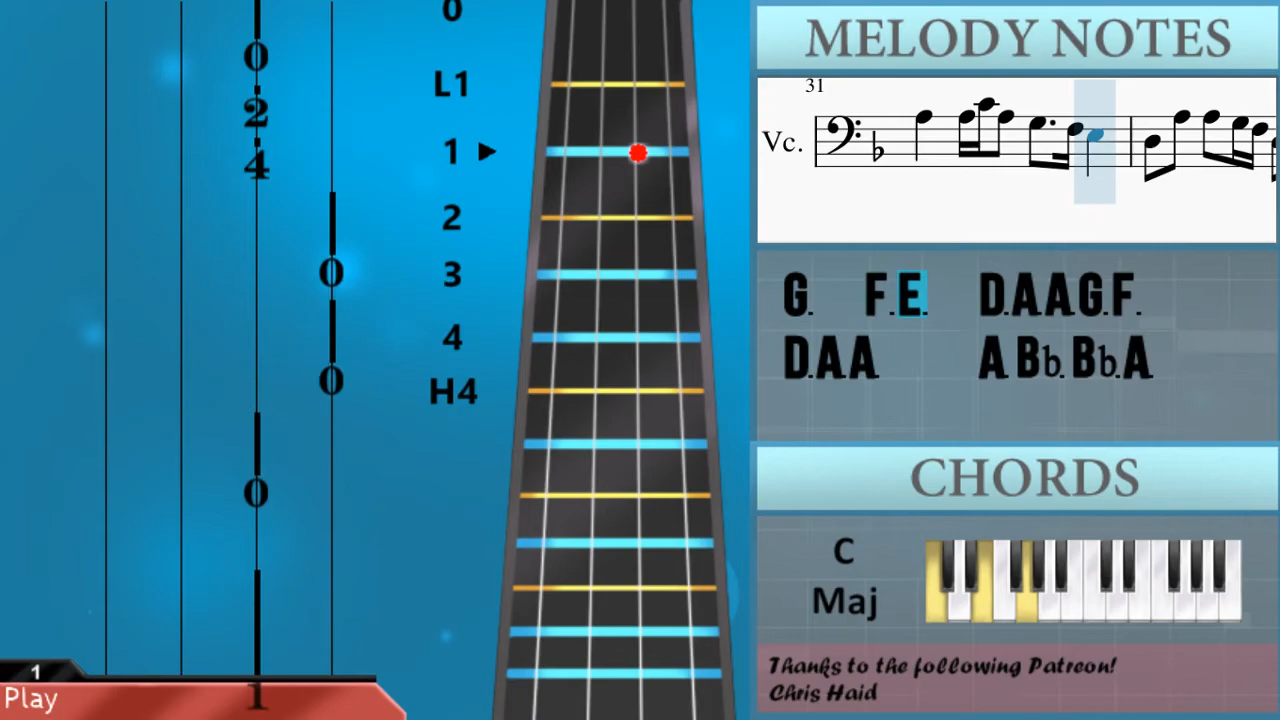 0
0
2
4
0
0
0
1
1
Play
0
L1
1
2
3
4
H4
MELODY NOTES
31
Vc.
G. F.E. D.A.A.G.F.
D.A.A. A.Bb.Bb.A.
CHORDS
C
Maj
Thanks to the following Patreon!
Chris Haid